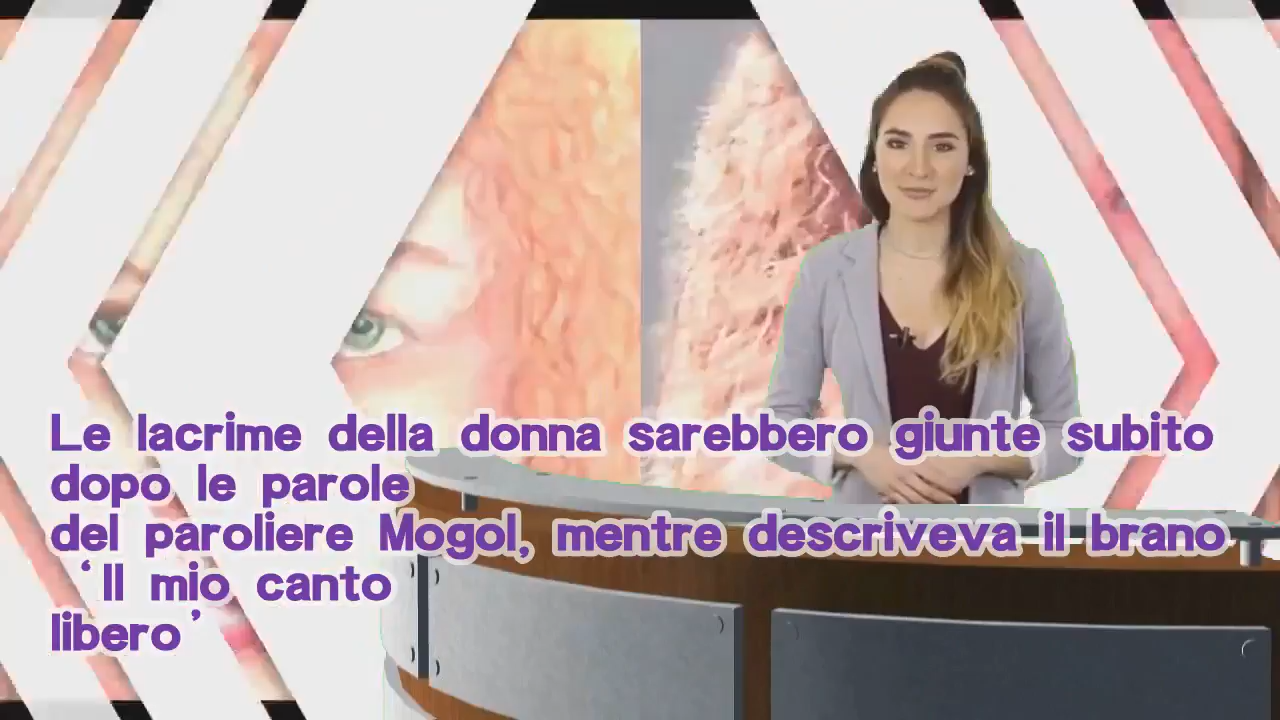 Le lacrime della donna sarebbero giunte subito
dopo le parole
del paroliere Mogol, mentre descriveva il brano
‘Il mio canto
libero’